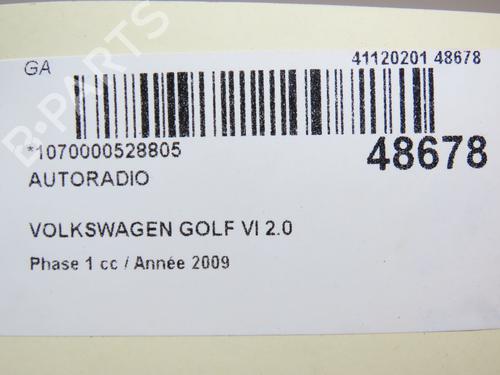 GA
41120201 48678
*1070000528805
48678
AUTORADIO
VOLKSWAGEN GOLF VI 2.0
Phase 1 cc / Année 2009
B-PARTS